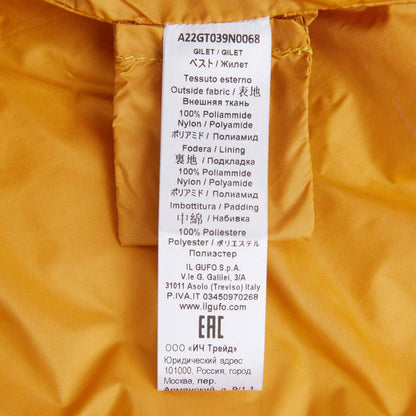 A22GT039N0068
GILET / GILET
ベスト / Жилет
Tessuto esterno
Outside fabric / 表地
Внешняя ткань
100% Poliammide
Nylon / Polyamide
ポリアミド / Полиамид
Fodera / Lining
裏地 / Подкладка
100% Poliammide
Nylon / Polyamide
ポリアミド / Полиамид
Imbottitura / Padding
中綿 / Набивка
100% Poliestere
Polyester / ポリエステル
Полиэстер
IL GUFO S.p.A.
V.le G. Galilei, 3/A
31011 Asolo (Treviso) Italy
P.IVA.IT 03450970268
www.ilgufo.com
EAC
ООО «ИЧ Трейд»
Юридический адрес
101000, Россия, город
Москва, пер.